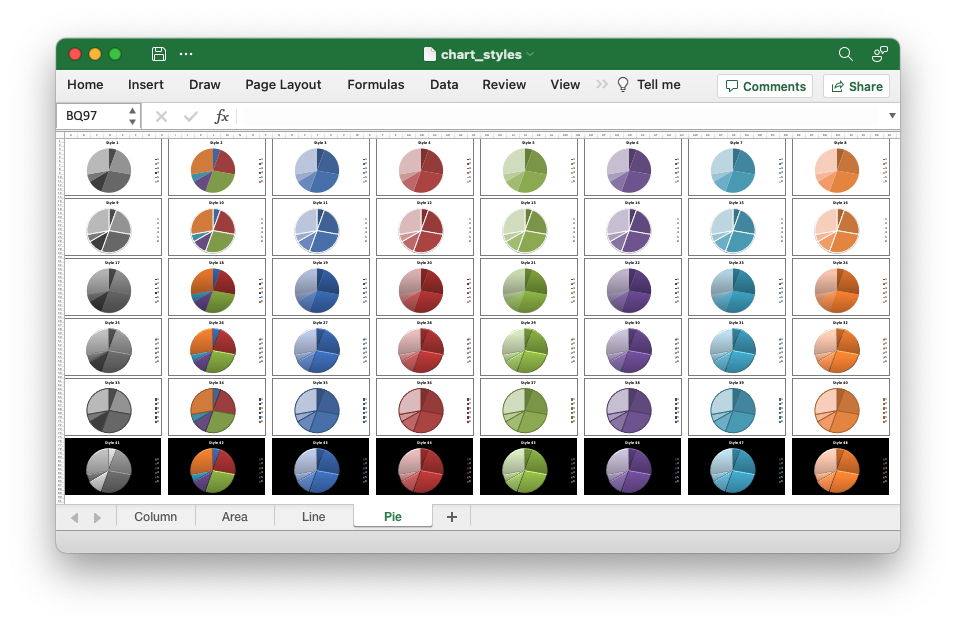 chart_styles
Home Insert Draw Page Layout Formulas Data Review View Tell me Comments Share
BQ97 fx
Style 1 Style 2 Style 3 Style 4 Style 5 Style 6 Style 7 Style 8
Style 9 Style 10 Style 11 Style 12 Style 13 Style 14 Style 15 Style 16
Style 17 Style 18 Style 19 Style 20 Style 21 Style 22 Style 23 Style 24
Style 25 Style 26 Style 27 Style 28 Style 29 Style 30 Style 31 Style 32
Style 33 Style 34 Style 35 Style 36 Style 37 Style 38 Style 39 Style 40
Style 41 Style 42 Style 43 Style 44 Style 45 Style 46 Style 47 Style 48
Column Area Line Pie